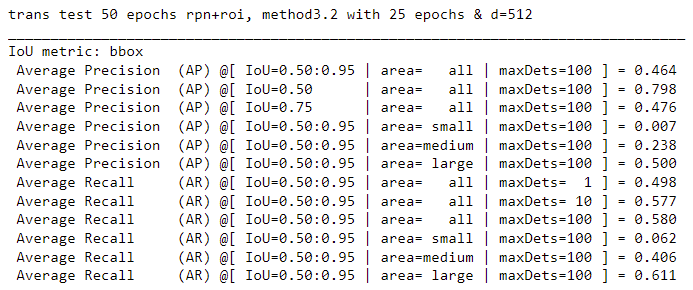 trans test 50 epochs rpn+roi, method3.2 with 25 epochs & d=512
IoU metric: bbox
 Average Precision  (AP) @[ IoU=0.50:0.95 | area=   all | maxDets=100 ] = 0.464
 Average Precision  (AP) @[ IoU=0.50      | area=   all | maxDets=100 ] = 0.798
 Average Precision  (AP) @[ IoU=0.75      | area=   all | maxDets=100 ] = 0.476
 Average Precision  (AP) @[ IoU=0.50:0.95 | area= small | maxDets=100 ] = 0.007
 Average Precision  (AP) @[ IoU=0.50:0.95 | area=medium | maxDets=100 ] = 0.238
 Average Precision  (AP) @[ IoU=0.50:0.95 | area= large | maxDets=100 ] = 0.500
 Average Recall     (AR) @[ IoU=0.50:0.95 | area=   all | maxDets=  1 ] = 0.498
 Average Recall     (AR) @[ IoU=0.50:0.95 | area=   all | maxDets= 10 ] = 0.577
 Average Recall     (AR) @[ IoU=0.50:0.95 | area=   all | maxDets=100 ] = 0.580
 Average Recall     (AR) @[ IoU=0.50:0.95 | area= small | maxDets=100 ] = 0.062
 Average Recall     (AR) @[ IoU=0.50:0.95 | area=medium | maxDets=100 ] = 0.406
 Average Recall     (AR) @[ IoU=0.50:0.95 | area= large | maxDets=100 ] = 0.611